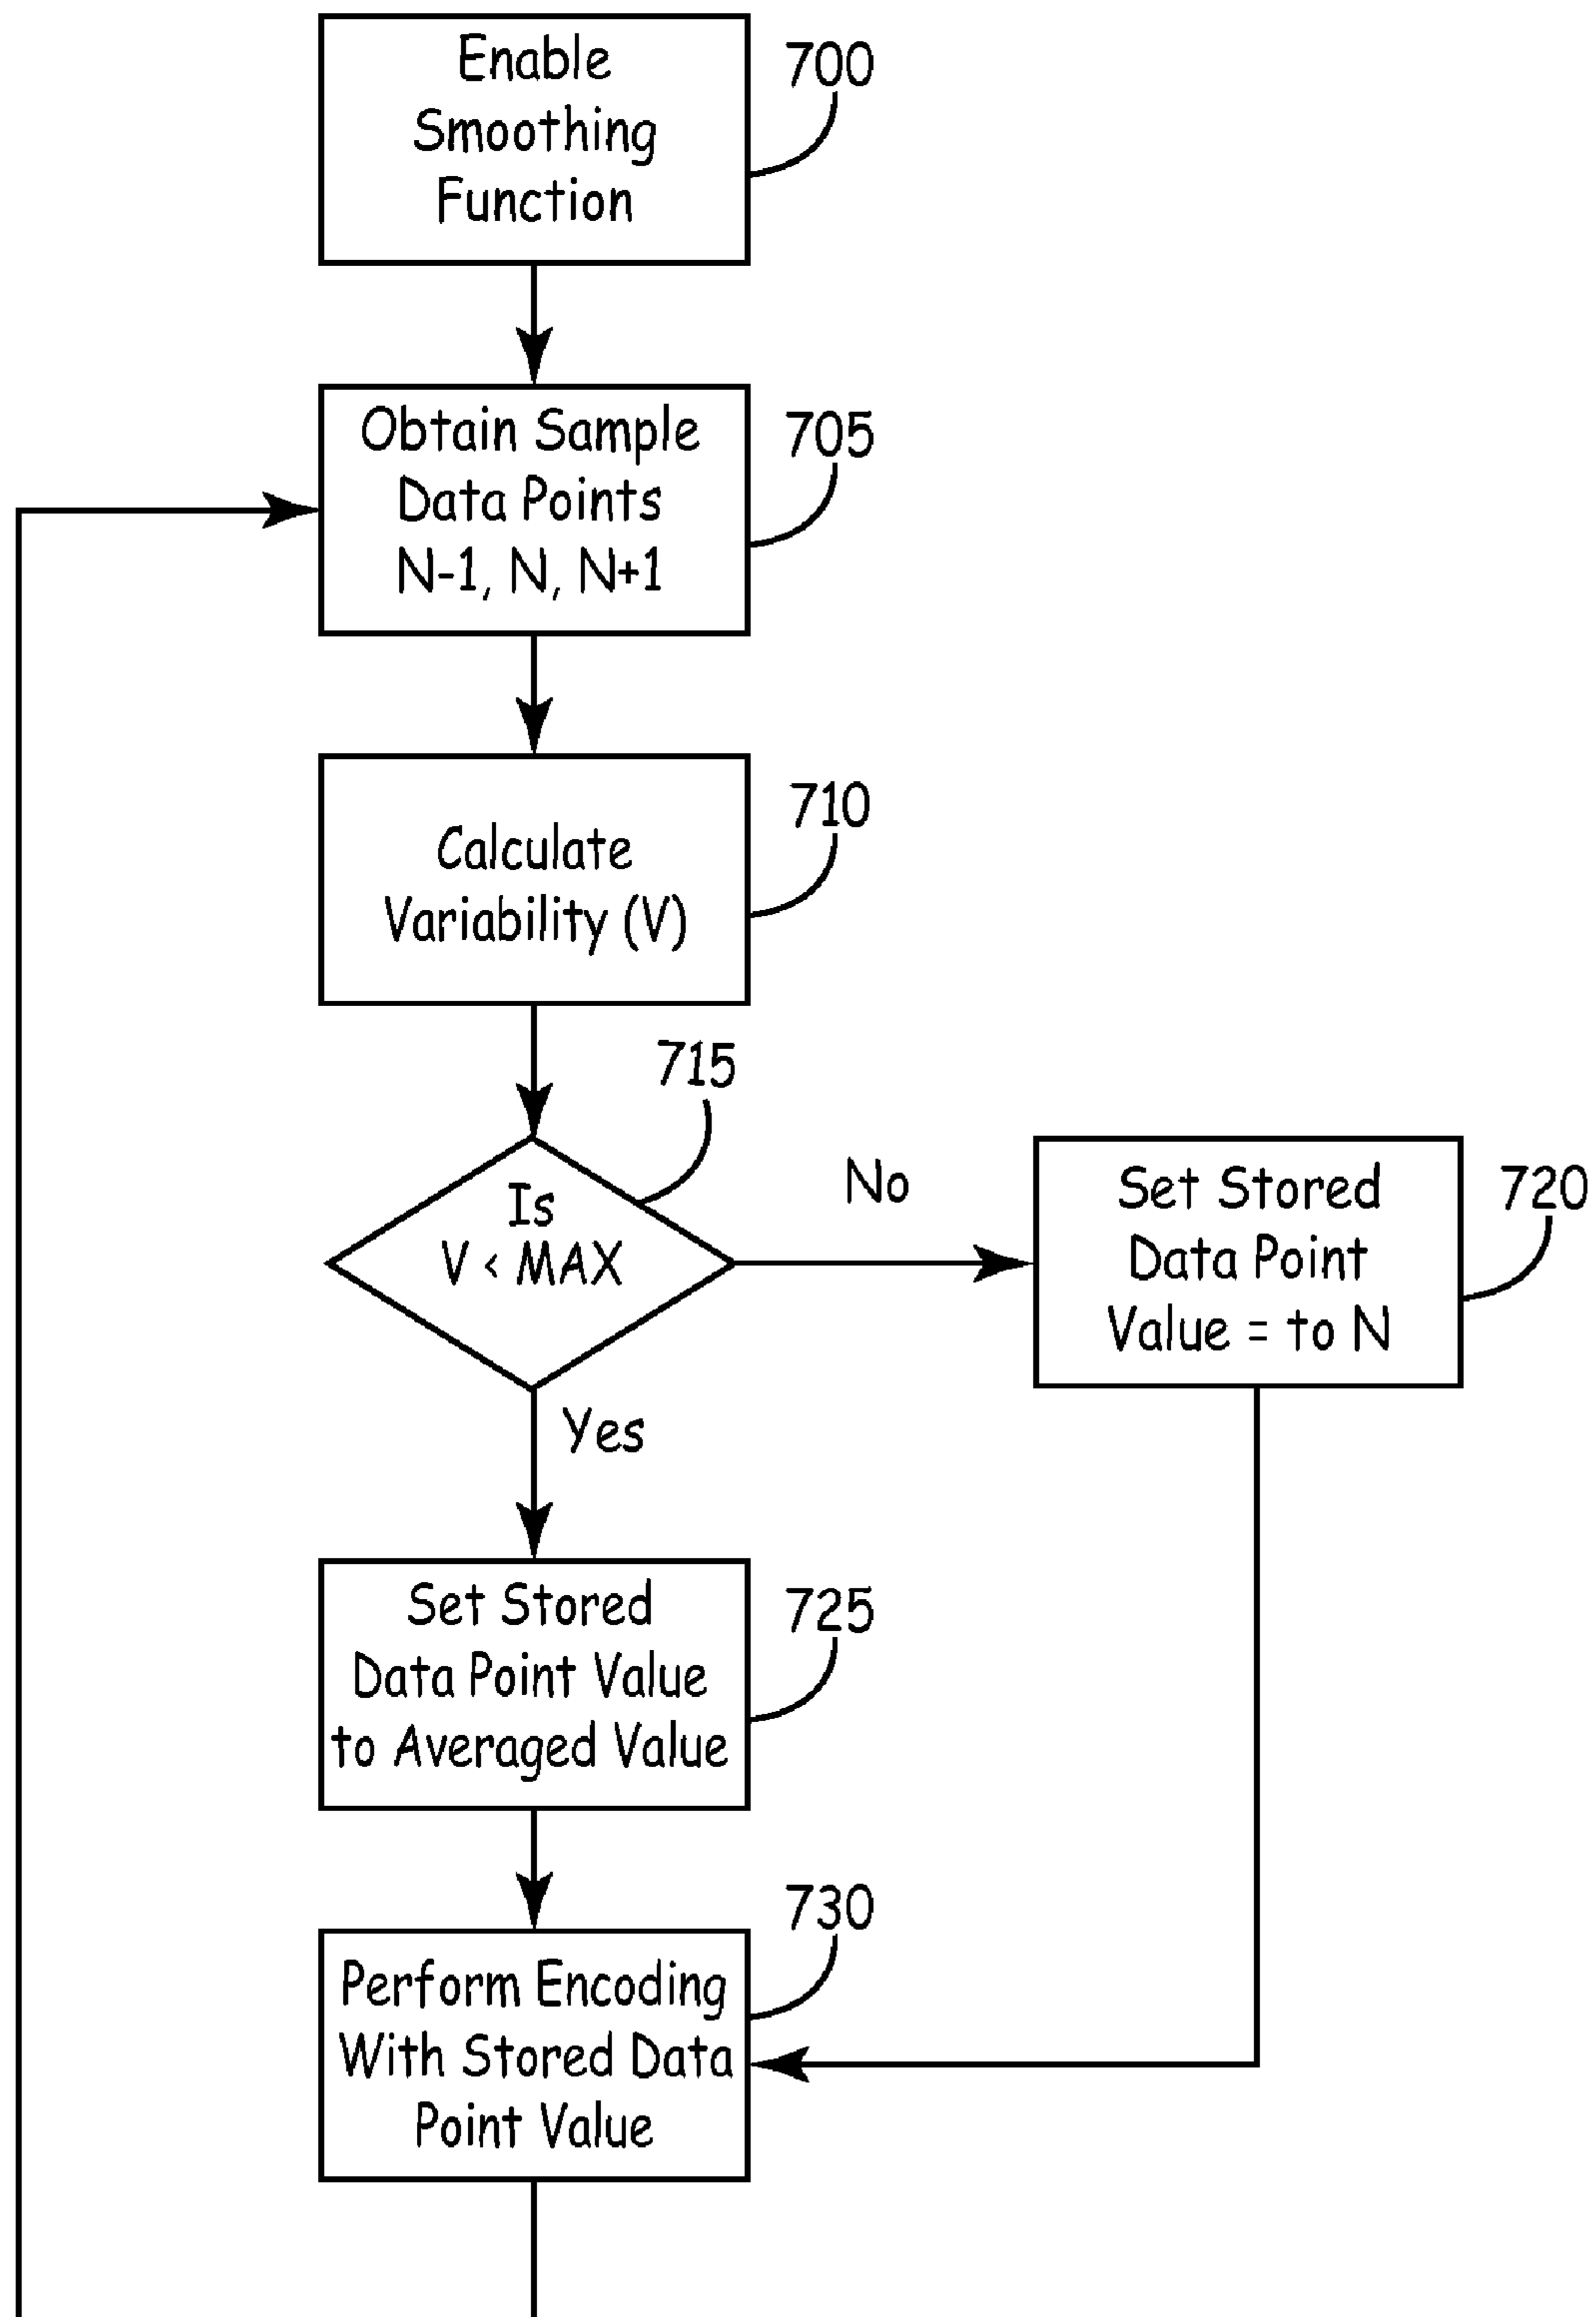 Enable
Smoothing
Function
700
Obtain Sample
Data Points
N-1, N, N+1
705
Calculate
Variability (V)
710
Is
V < MAX
715
No
Set Stored
Data Point
Value = to N
720
Yes
Set Stored
Data Point Value
to Averaged Value
725
Perform Encoding
With Stored Data
Point Value
730